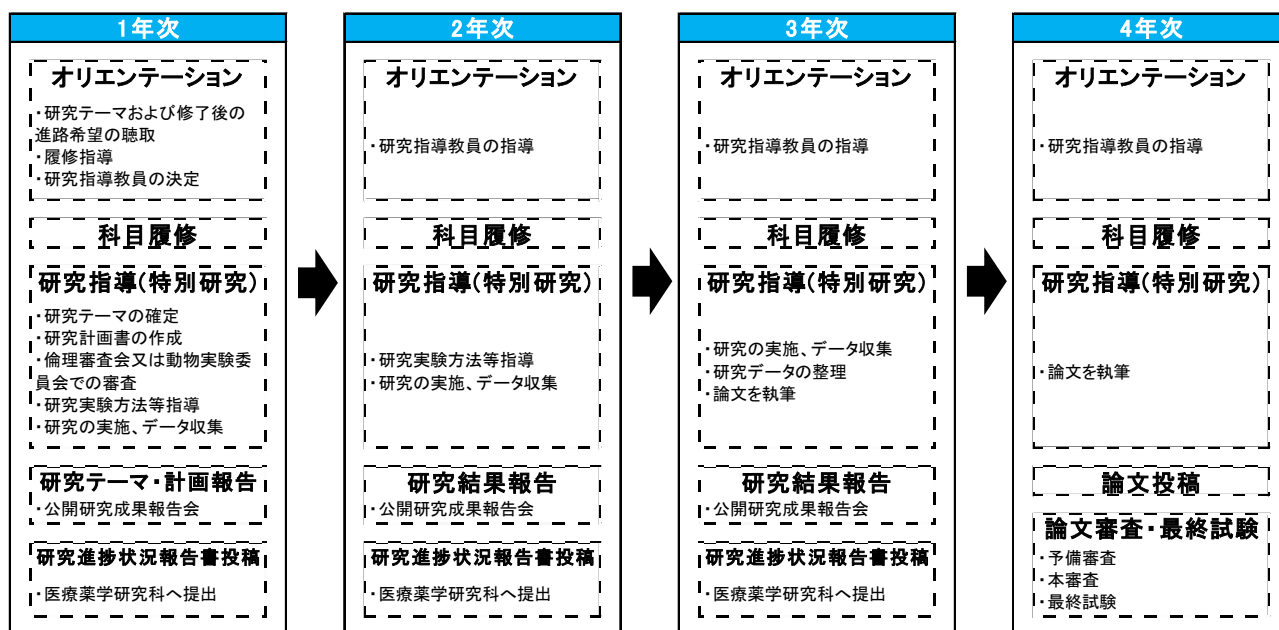 1年次
オリエンテーション
・研究テーマおよび修了後の
進路希望の聴取
・履修指導
・研究指導教員の決定
科目履修
研究指導(特別研究)
・研究テーマの確定
・研究計画書の作成
・倫理審査会又は動物実験委
員会での審査
・研究実験方法等指導
・研究の実施、データ収集
研究テーマ・計画報告
・公開研究成果報告会
研究進捗状況報告書投稿
・医療薬学研究科へ提出
2年次
オリエンテーション
・研究指導教員の指導
科目履修
研究指導(特別研究)
・研究実験方法等指導
・研究の実施、データ収集
研究結果報告
・公開研究成果報告会
研究進捗状況報告書投稿
・医療薬学研究科へ提出
3年次
オリエンテーション
・研究指導教員の指導
科目履修
研究指導(特別研究)
・研究の実施、データ収集
・研究データの整理
・論文を執筆
研究結果報告
・公開研究成果報告会
研究進捗状況報告書投稿
・医療薬学研究科へ提出
4年次
オリエンテーション
・研究指導教員の指導
科目履修
研究指導(特別研究)
・論文を執筆
論文投稿
論文審査・最終試験
・予備審査
・本審査
・最終試験